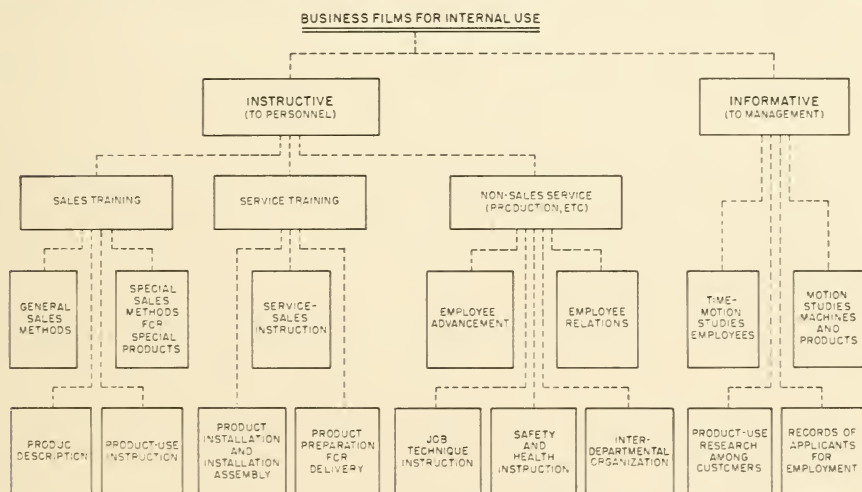 BUSINESS FILMS FOR INTERNAL USE
INSTRUCTIVE
(TO PERSONNEL)
INFORMATIVE
(TO MANAGEMENT)
SALES TRAINING
SERVICE TRAINING
NON-SALES SERVICE
(PRODUCTION, ETC)
GENERAL
SALES
METHODS
SPECIAL
SALES
METHODS
FOR
SPECIAL
PRODUCTS
SERVICE-
SALES
INSTRUCTION
EMPLOYEE
ADVANCEMENT
EMPLOYEE
RELATIONS
TIME-
MOTION
STUDIES
EMPLOYEES
MOTION
STUDIES
MACHINES
AND
PRODUCTS
PRODUC
DESCRIPTION
PRODUCT-USE
INSTRUCTION
PRODUCT
INSTALLATION
AND
INSTALLATION
ASSEMBLY
PRODUCT
PREPARATION
FOR
DELIVERY
JOB
TECHNIQUE
INSTRUCTION
SAFETY
AND
HEALTH
INSTRUCTION
INTER-
DEPARTMENTAL
ORGANIZATION
PRODUCT-USE
RESEARCH
AMONG
CUSTOMERS
RECORDS OF
APPLICANTS
FOR
EMPLOYMENT